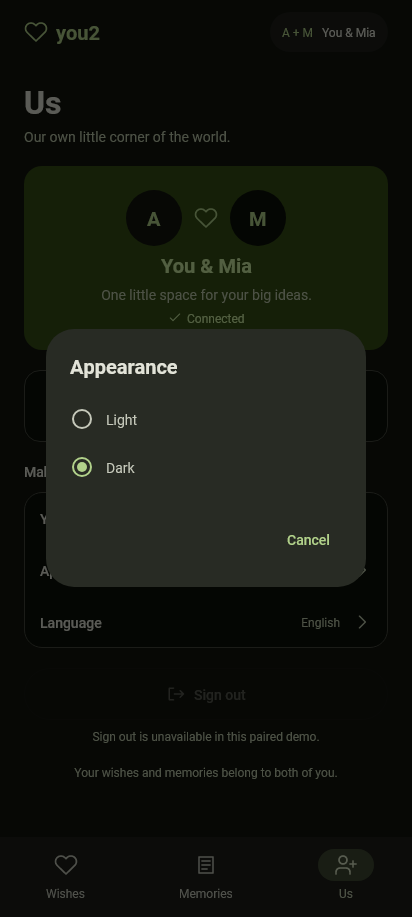 you2
A + M You & Mia
Us
Our own little corner of the world.
A
M
You & Mia
One little space for your big ideas.
Connected
Appearance
Light
Dark
Cancel
Language English
Sign out
Sign out is unavailable in this paired demo.
Your wishes and memories belong to both of you.
Wishes Memories Us